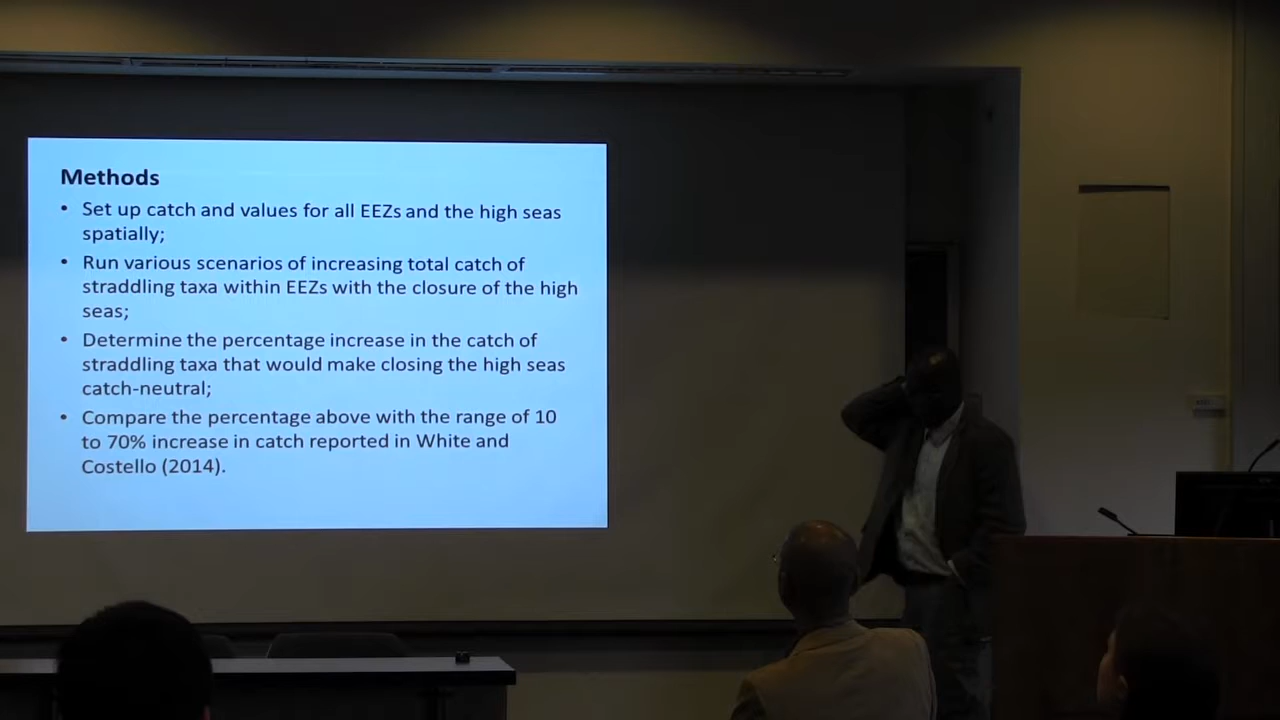 Methods
• Set up catch and values for all EEZs and the high seas
spatially;
• Run various scenarios of increasing total catch of
straddling taxa within EEZs with the closure of the high
seas;
• Determine the percentage increase in the catch of
straddling taxa that would make closing the high seas
catch-neutral;
• Compare the percentage above with the range of 10
to 70% increase in catch reported in White and
Costello (2014).